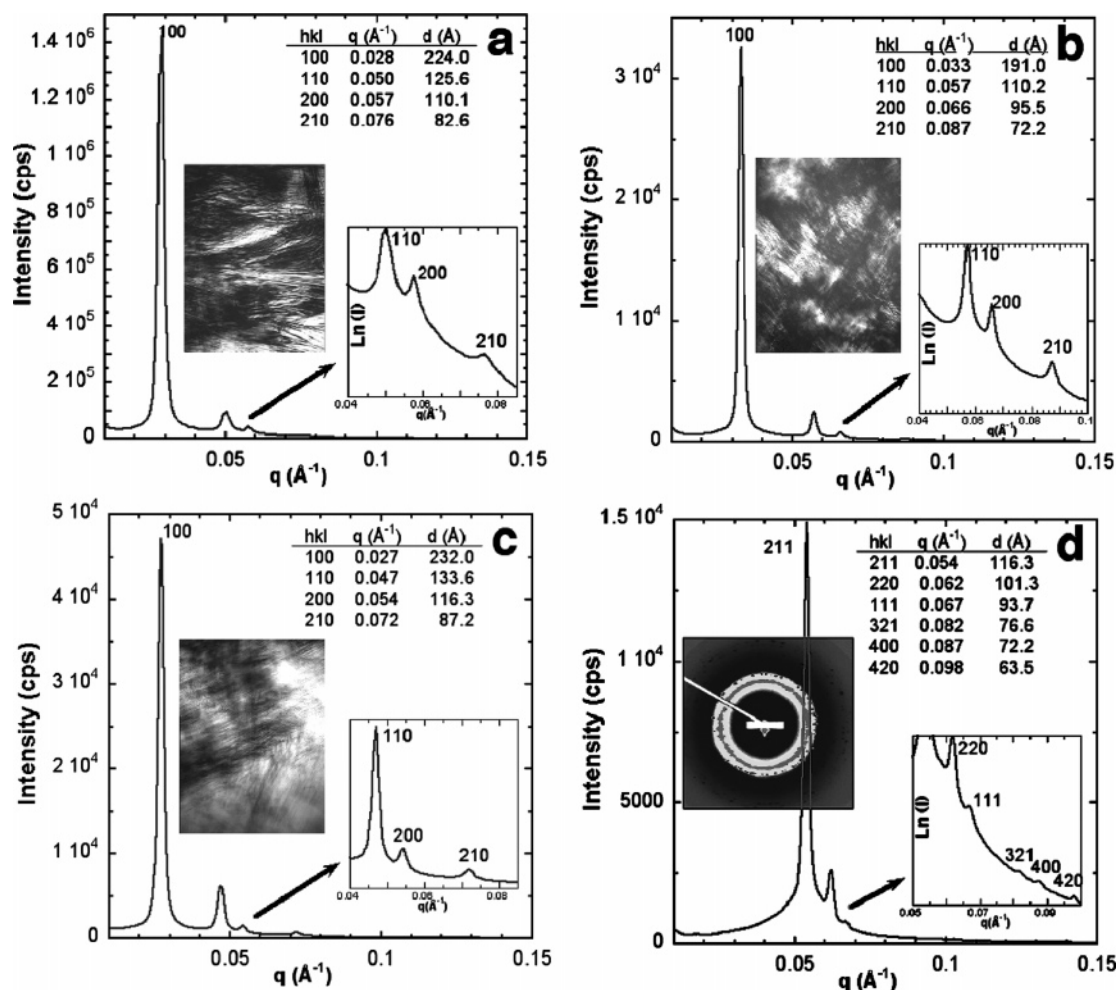 a
hkl q (Å⁻¹) d (Å)
100 0.028 224.0
110 0.050 125.6
200 0.057 110.1
210 0.076 82.6
100
1.4 10⁶
1.2 10⁶
1 10⁶
8 10⁵
6 10⁵
4 10⁵
2 10⁵
0
Intensity (cps)
110
200
210
Ln (I)
0.04 0.06 0.08
q(Å⁻¹)
0.05 0.1 0.15
q (Å⁻¹)
b
hkl q (Å⁻¹) d (Å)
100 0.033 191.0
110 0.057 110.2
200 0.066 95.5
210 0.087 72.2
100
3 10⁴
2 10⁴
1 10⁴
0
Intensity (cps)
110
200
210
Ln (I)
0.04 0.06 0.08 0.1
q(Å⁻¹)
0.05 0.1 0.15
q (Å⁻¹)
c
hkl q (Å⁻¹) d (Å)
100 0.027 232.0
110 0.047 133.6
200 0.054 116.3
210 0.072 87.2
100
5 10⁴
4 10⁴
3 10⁴
2 10⁴
1 10⁴
0
Intensity (cps)
110
200
210
Ln (I)
0.04 0.06 0.08
q(Å⁻¹)
0.05 0.1 0.15
q (Å⁻¹)
d
hkl q (Å⁻¹) d (Å)
211 0.054 116.3
220 0.062 101.3
111 0.067 93.7
321 0.082 76.6
400 0.087 72.2
420 0.098 63.5
211
1.5 10⁴
1 10⁴
5000
0
Intensity (cps)
220
111
321
400
420
Ln (I)
0.05 0.07 0.09
q(Å⁻¹)
0.05 0.1 0.15
q (Å⁻¹)